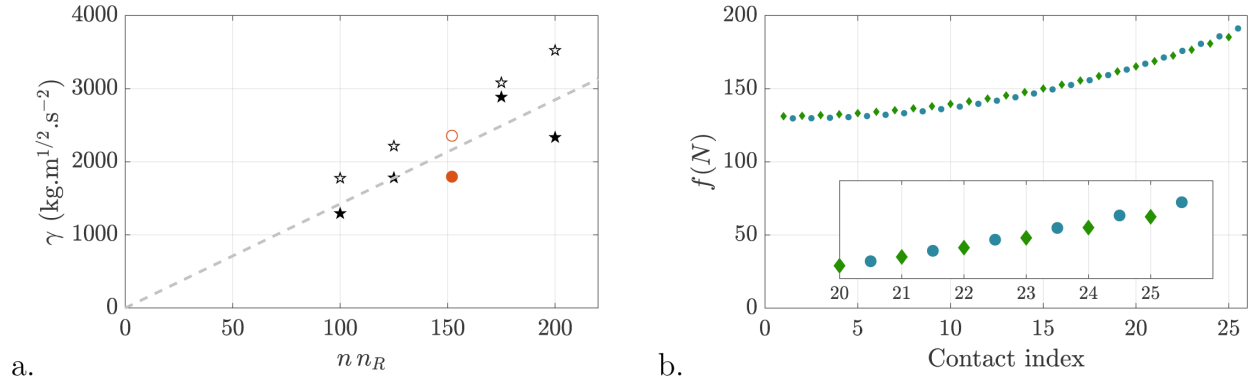 4000
3000
2000
1000
0
γ (kg.m^{1/2}.s^{-2})
0 50 100 150 200
n n_R
a.
200
150
100
50
0
f(N)
20 21 22 23 24 25
0 5 10 15 20 25
Contact index
b.